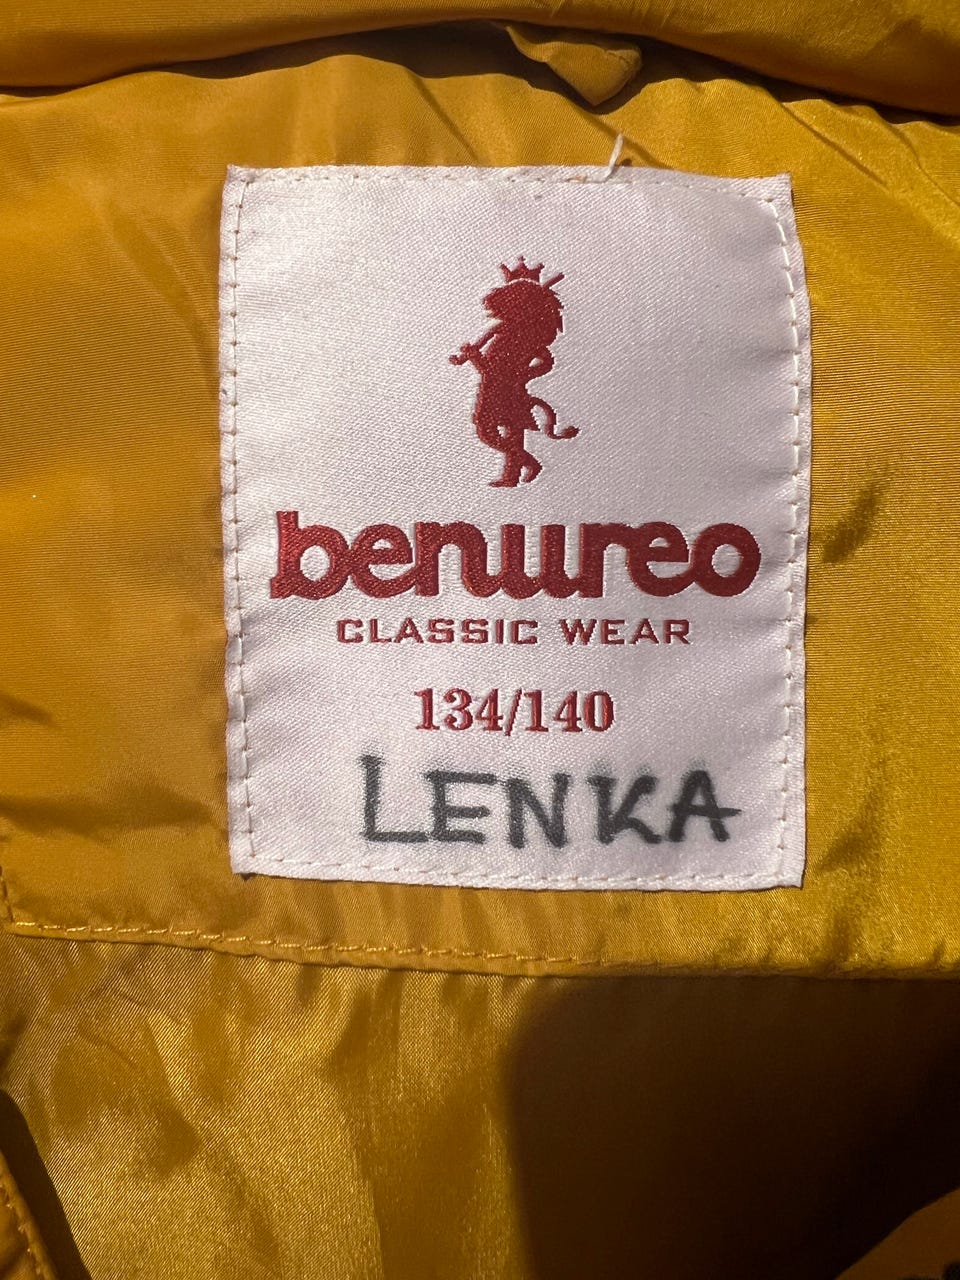 benureo
CLASSIC WEAR
134/140
LENKA